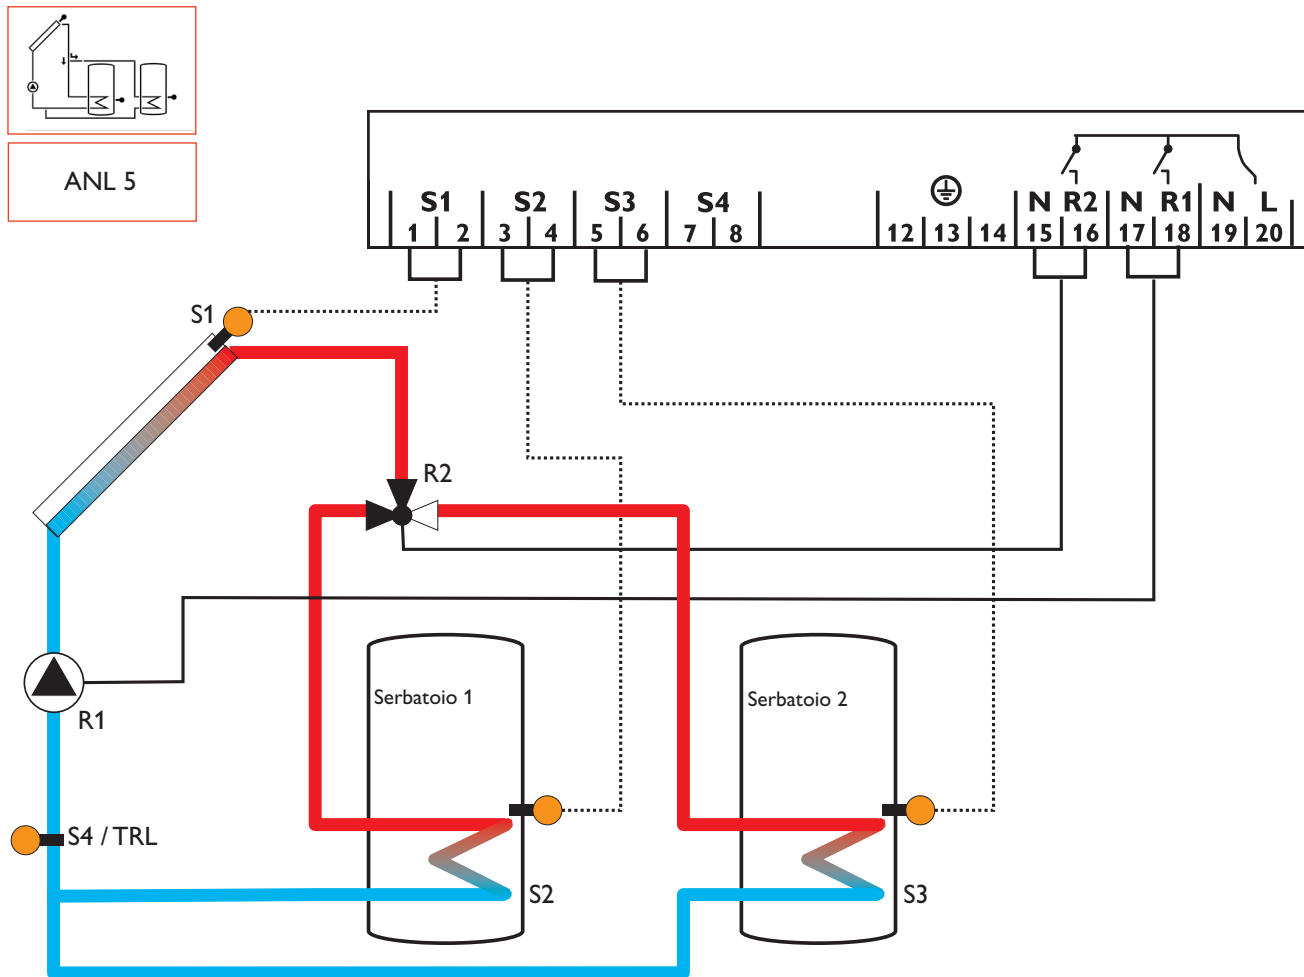 ANL 5
S1 S2 S3 S4 N R2 N R1 N L
1 2 3 4 5 6 7 8 12 13 14 15 16 17 18 19 20
S1
R2
Serbatoio 1
Serbatoio 2
R1
S4 / TRL
S2
S3